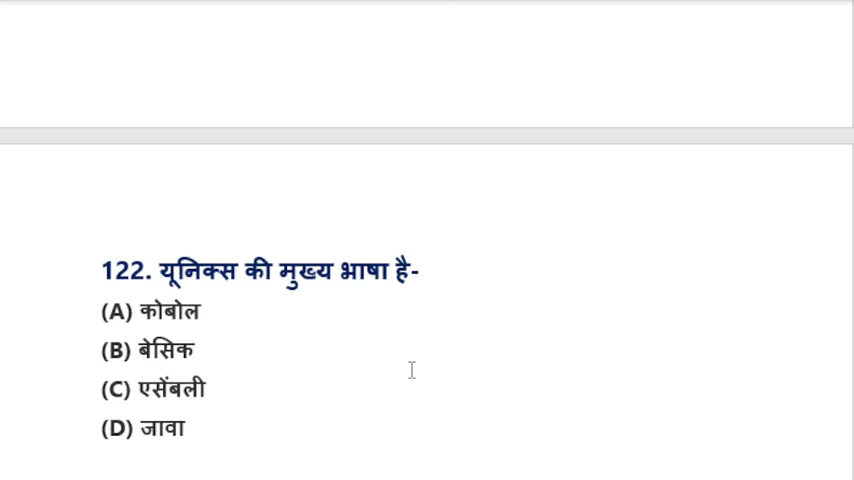 122. यूनिक्स की मुख्य भाषा है-
(A) कोबोल
(B) बेसिक
(C) एसेंबली
(D) जावा